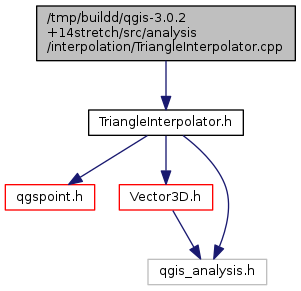 /tmp/buildd/qgis-3.0.2
+14stretch/src/analysis
/interpolation/TriangleInterpolator.cpp
TriangleInterpolator.h
qgspoint.h
Vector3D.h
qgis_analysis.h